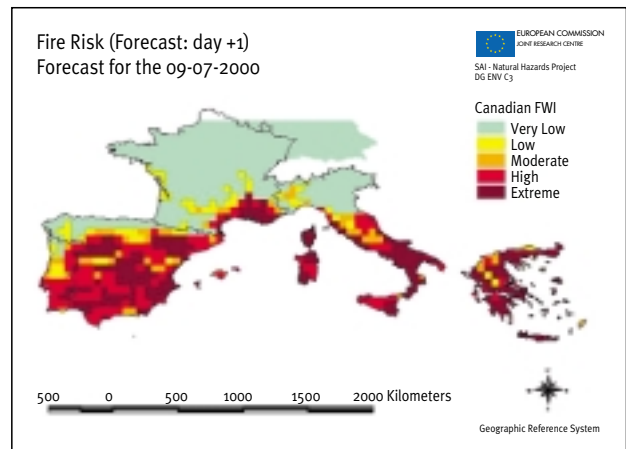 Fire Risk (Forecast: day +1)
Forecast for the 09-07-2000
EUROPEAN COMMISSION
JOINT RESEARCH CENTRE
SAI - Natural Hazards Project
DG ENV C3
Canadian FWI
Very Low
Low
Moderate
High
Extreme
500 0 500 1000 1500 2000 Kilometers
Geographic Reference System